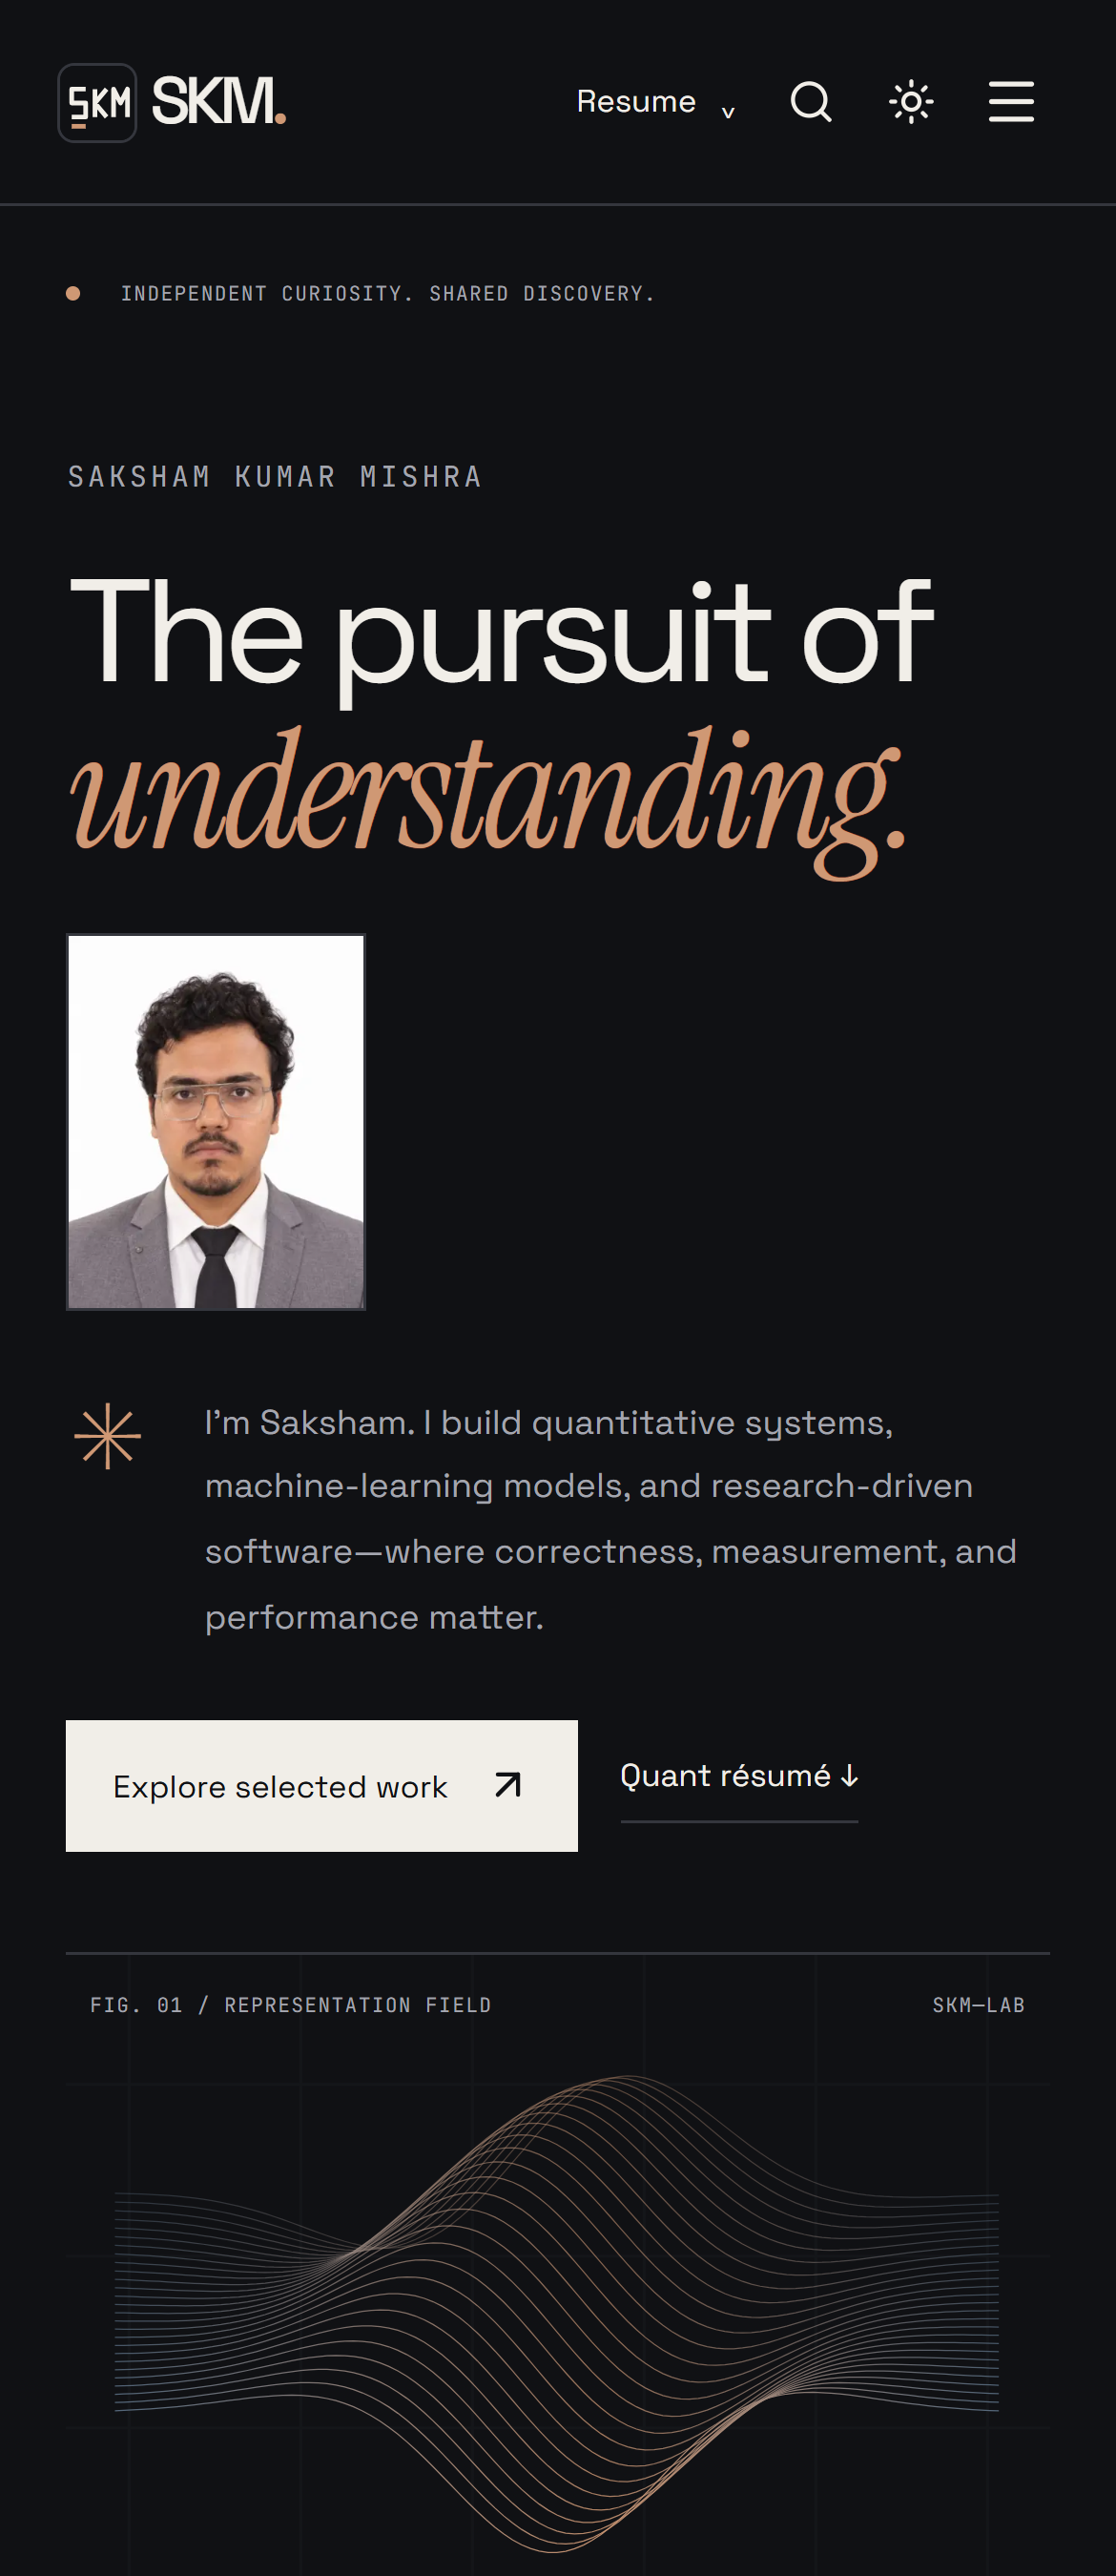 SKM SKM. Resume v
INDEPENDENT CURIOSITY. SHARED DISCOVERY.
SAKSHAM KUMAR MISHRA
The pursuit of
understanding.
I’m Saksham. I build quantitative systems,
machine-learning models, and research-driven
software—where correctness, measurement, and
performance matter.
Explore selected work ↗ Quant résumé ↓
FIG. 01 / REPRESENTATION FIELD SKM—LAB